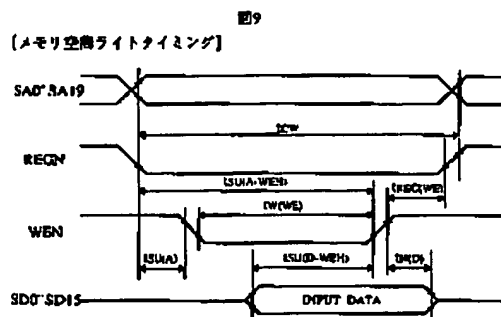 図9
[メモリ空間ライトタイミング]
SA0~SA19
tCW
REGN
tSU(A-WEH)
tREC(WE)
tW(WE)
WEN
tSU(A)
tSU(D-WEH)
tH(D)
SD0~SD15
INPUT DATA